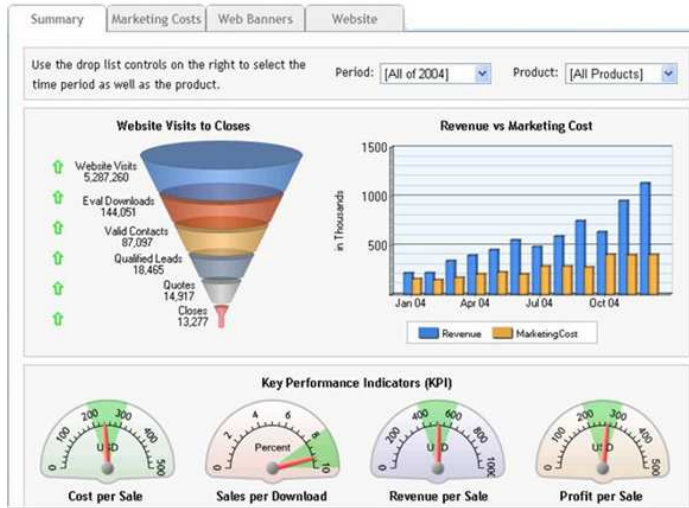 Summary
Marketing Costs
Web Banners
Website
Use the drop list controls on the right to select the
time period as well as the product.
Period: [All of 2004]
Product: [All Products]
Website Visits to Closes
Website Visits
5,287,260
Eval Downloads
144,051
Valid Contacts
87,097
Qualified Leads
18,465
Quotes
14,917
Closes
13,277
Revenue vs Marketing Cost
in Thousands
1500
1000
500
Jan 04
Apr 04
Jul 04
Oct 04
Revenue
MarketingCost
Key Performance Indicators (KPI)
0 100 200 300 400 500
USD
Cost per Sale
0 2 4 6 8 10
Percent
Sales per Download
0 200 400 600 800 1000
USD
Revenue per Sale
0 100 200 300 400 500
USD
Profit per Sale